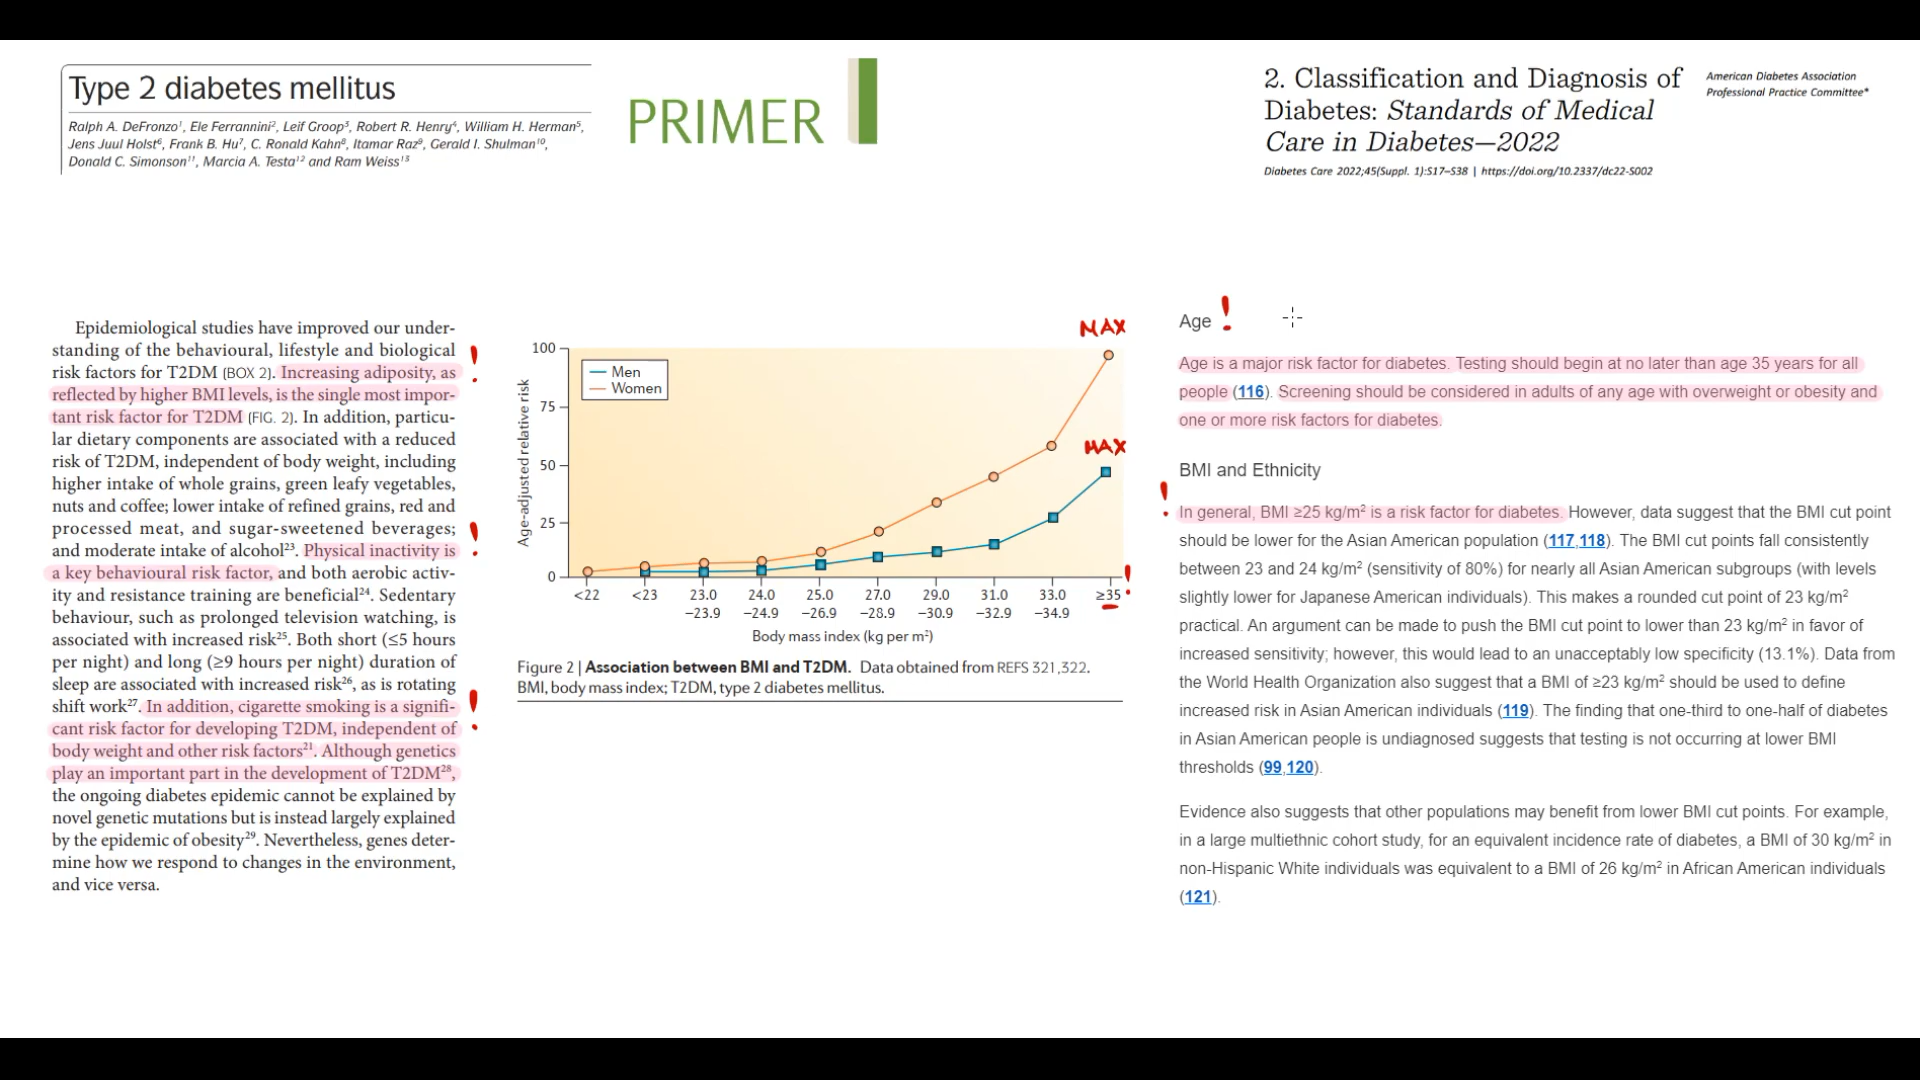 Type 2 diabetes mellitus
Ralph A. DeFronzo¹, Ele Ferrannini², Leif Groop³, Robert R. Henry⁴, William H. Herman⁵,
Jens Juul Holst⁶, Frank B. Hu⁷, C. Ronald Kahn⁸, Itamar Raz⁹, Gerald I. Shulman¹⁰,
Donald C. Simonson¹¹, Marcia A. Testa¹² and Ram Weiss¹³
PRIMER
2. Classification and Diagnosis of
Diabetes: Standards of Medical
Care in Diabetes—2022
American Diabetes Association
Professional Practice Committee*
Diabetes Care 2022;45(Suppl. 1):S17–S38 | https://doi.org/10.2337/dc22-S002
Epidemiological studies have improved our under-
standing of the behavioural, lifestyle and biological
risk factors for T2DM (BOX 2). Increasing adiposity, as
reflected by higher BMI levels, is the single most impor-
tant risk factor for T2DM (FIG. 2). In addition, particu-
lar dietary components are associated with a reduced
risk of T2DM, independent of body weight, including
higher intake of whole grains, green leafy vegetables,
nuts and coffee; lower intake of refined grains, red and
processed meat, and sugar-sweetened beverages;
and moderate intake of alcohol²³. Physical inactivity is
a key behavioural risk factor, and both aerobic activ-
ity and resistance training are beneficial²⁴. Sedentary
behaviour, such as prolonged television watching, is
associated with increased risk²⁵. Both short (≤5 hours
per night) and long (≥9 hours per night) duration of
sleep are associated with increased risk²⁶, as is rotating
shift work²⁷. In addition, cigarette smoking is a signifi-
cant risk factor for developing T2DM, independent of
body weight and other risk factors²¹. Although genetics
play an important part in the development of T2DM²⁸,
the ongoing diabetes epidemic cannot be explained by
novel genetic mutations but is instead largely explained
by the epidemic of obesity²⁹. Nevertheless, genes deter-
mine how we respond to changes in the environment,
and vice versa.
!
!
!
MAX
MAX
!
Age-adjusted relative risk
100
75
50
25
0
Men
Women
<22 <23 23.0 24.0 25.0 27.0 29.0 31.0 33.0 ≥35
–23.9 –24.9 –26.9 –28.9 –30.9 –32.9 –34.9
Body mass index (kg per m²)
Figure 2 | Association between BMI and T2DM. Data obtained from REFS 321,322.
BMI, body mass index; T2DM, type 2 diabetes mellitus.
Age !
Age is a major risk factor for diabetes. Testing should begin at no later than age 35 years for all
people (116). Screening should be considered in adults of any age with overweight or obesity and
one or more risk factors for diabetes.
BMI and Ethnicity
!
In general, BMI ≥25 kg/m² is a risk factor for diabetes. However, data suggest that the BMI cut point
should be lower for the Asian American population (117,118). The BMI cut points fall consistently
between 23 and 24 kg/m² (sensitivity of 80%) for nearly all Asian American subgroups (with levels
slightly lower for Japanese American individuals). This makes a rounded cut point of 23 kg/m²
practical. An argument can be made to push the BMI cut point to lower than 23 kg/m² in favor of
increased sensitivity; however, this would lead to an unacceptably low specificity (13.1%). Data from
the World Health Organization also suggest that a BMI of ≥23 kg/m² should be used to define
increased risk in Asian American individuals (119). The finding that one-third to one-half of diabetes
in Asian American people is undiagnosed suggests that testing is not occurring at lower BMI
thresholds (99,120).
Evidence also suggests that other populations may benefit from lower BMI cut points. For example,
in a large multiethnic cohort study, for an equivalent incidence rate of diabetes, a BMI of 30 kg/m² in
non-Hispanic White individuals was equivalent to a BMI of 26 kg/m² in African American individuals
(121).